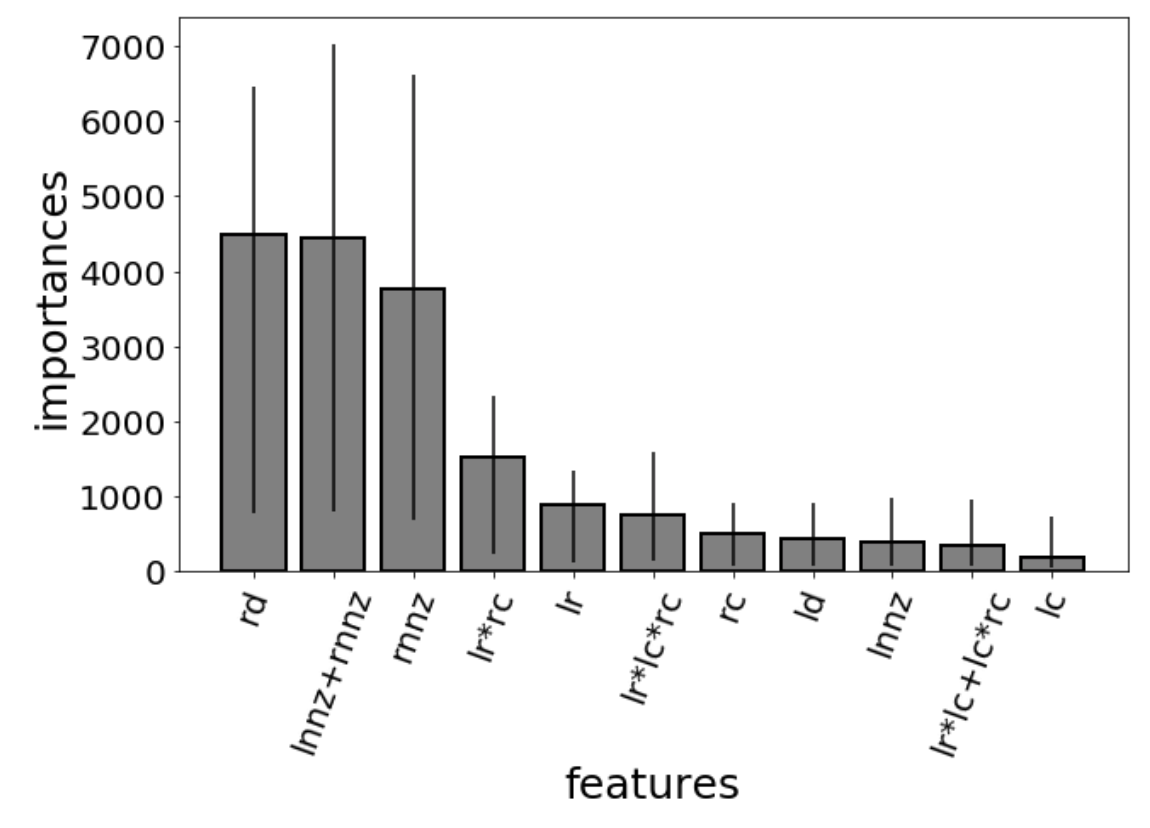 importances
7000
6000
5000
4000
3000
2000
1000
0
rd
lnnz+rnnz
rnnz
lr*rc
lr
lr*lc*rc
rc
ld
lnnz
lr*lc+lc*rc
lc
features